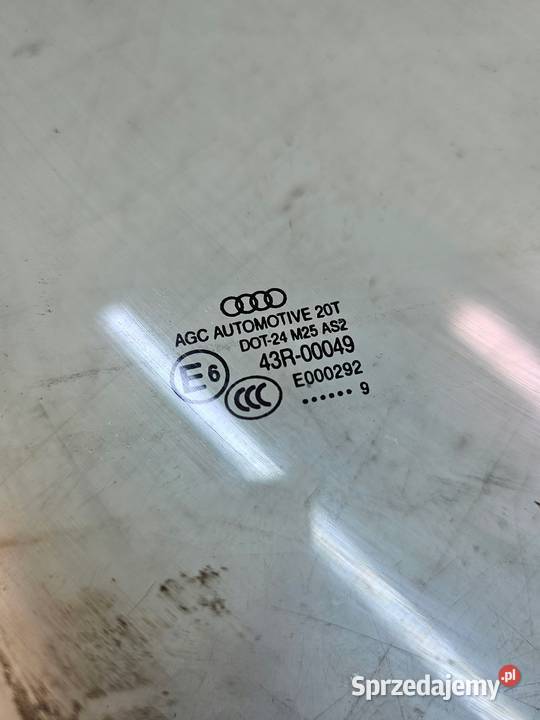 AGC AUTOMOTIVE 20T
DOT-24 M25 AS2
43R-00049
E6
CCC
E000292
...... 9
Sprzedajemy.pl